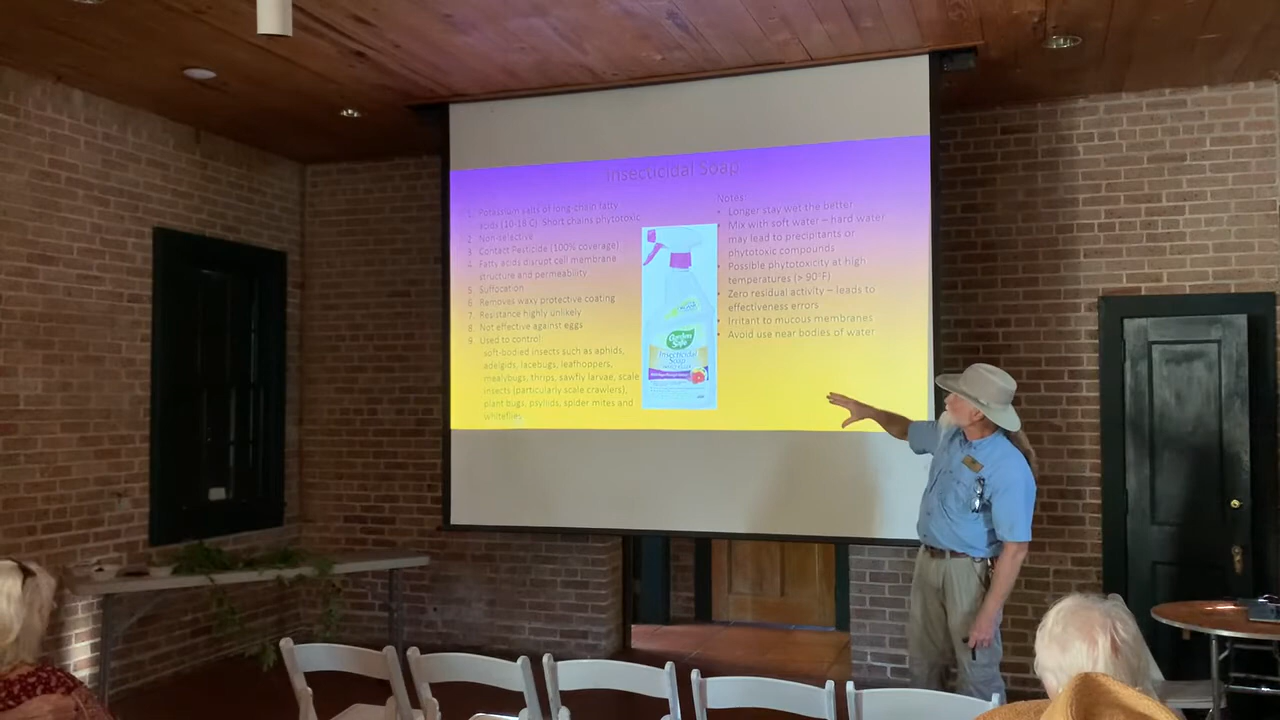 Insecticidal Soap
1. Potassium salts of long-chain fatty
acids (10-18 C). Short chains phytotoxic
2. Non-selective
3. Contact Pesticide (100% coverage)
4. Fatty acids disrupt cell membrane
structure and permeability
5. Suffocation
6. Removes waxy protective coating
7. Resistance highly unlikely
8. Not effective against eggs
9. Used to control:
soft-bodied insects such as aphids,
adelgids, lacebugs, leafhoppers,
mealybugs, thrips, sawfly larvae, scale
insects (particularly scale crawlers),
plant bugs, psyllids, spider mites and
whiteflies
Garden
Safe
Insecticidal
Soap
Notes:
• Longer stay wet the better
• Mix with soft water – hard water
may lead to precipitants or
phytotoxic compounds
• Possible phytotoxicity at high
temperatures (> 90°F)
• Zero residual activity – leads to
effectiveness errors
• Irritant to mucous membranes
• Avoid use near bodies of water